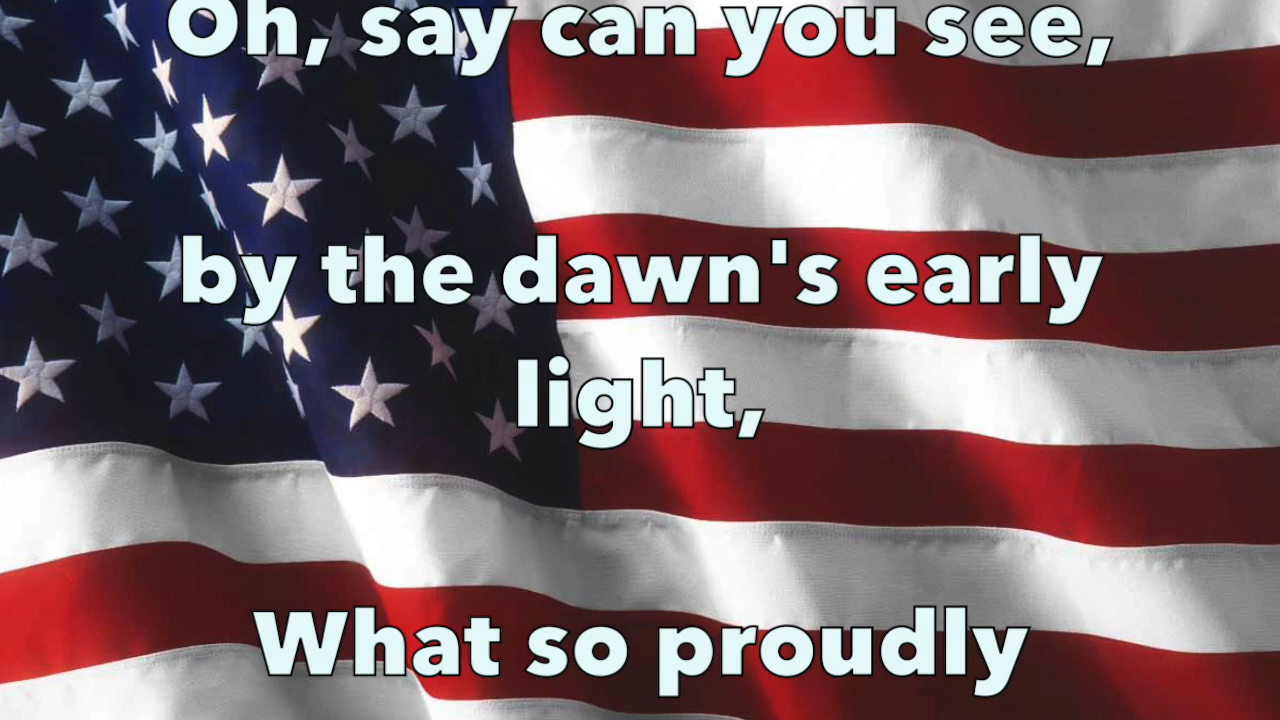 Oh, say can you see,
by the dawn's early
light,
What so proudly